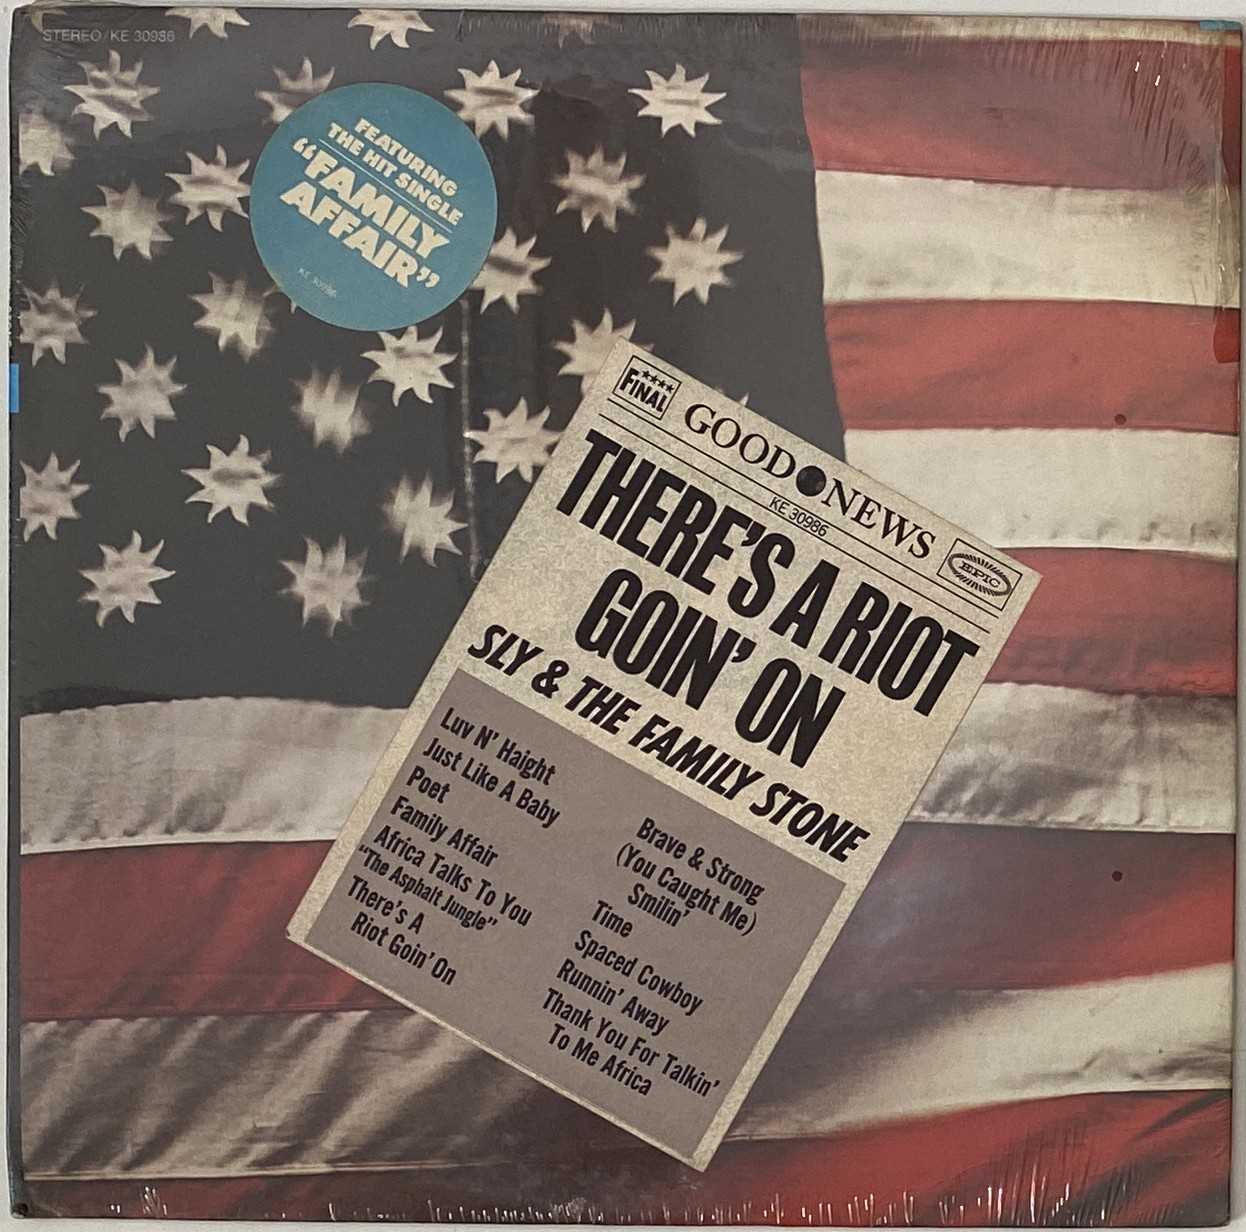 STEREO/KE 30986
FEATURING
THE HIT SINGLE
“FAMILY
AFFAIR”
KE 30986
FINAL
GOOD NEWS
KE 30986
EPIC
THERE'S A RIOT
GOIN' ON
SLY & THE FAMILY STONE
Luv N' Haight
Just Like A Baby
Poet
Family Affair
Africa Talks To You
“The Asphalt Jungle”
There's A
Riot Goin' On
Brave & Strong
(You Caught Me)
Smilin'
Time
Spaced Cowboy
Runnin' Away
Thank You For Talkin'
To Me Africa